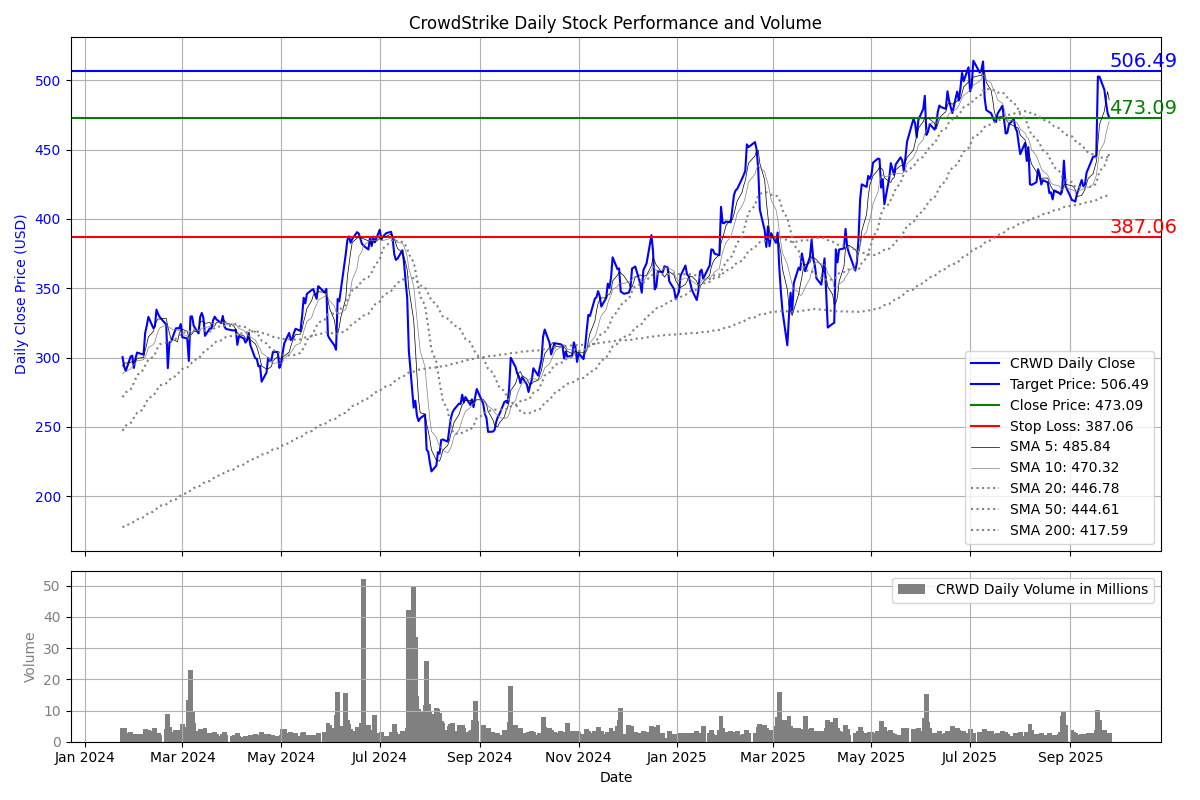 CrowdStrike Daily Stock Performance and Volume
506.49
500
473.09
450
400
387.06
350
300
250
200
Daily Close Price (USD)
CRWD Daily Close
Target Price: 506.49
Close Price: 473.09
Stop Loss: 387.06
SMA 5: 485.84
SMA 10: 470.32
SMA 20: 446.78
SMA 50: 444.61
SMA 200: 417.59
50
40
30
20
10
0
Volume
CRWD Daily Volume in Millions
Jan 2024 Mar 2024 May 2024 Jul 2024 Sep 2024 Nov 2024 Jan 2025 Mar 2025 May 2025 Jul 2025 Sep 2025
Date